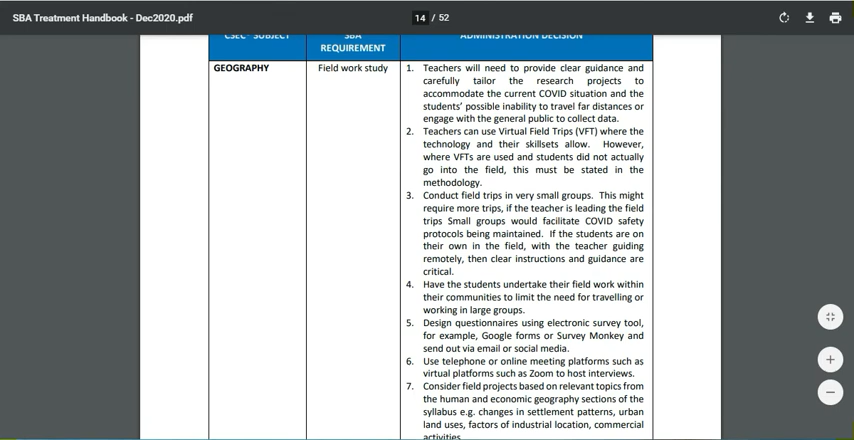 SBA Treatment Handbook - Dec2020.pdf
14 / 52
CSEC® SUBJECT
SBA
REQUIREMENT
ADMINISTRATION DECISION
GEOGRAPHY
Field work study
1. Teachers will need to provide clear guidance and
carefully tailor the research projects to
accommodate the current COVID situation and the
students' possible inability to travel far distances or
engage with the general public to collect data.
2. Teachers can use Virtual Field Trips (VFT) where the
technology and their skillsets allow. However,
where VFTs are used and students did not actually
go into the field, this must be stated in the
methodology.
3. Conduct field trips in very small groups. This might
require more trips, if the teacher is leading the field
trips Small groups would facilitate COVID safety
protocols being maintained. If the students are on
their own in the field, with the teacher guiding
remotely, then clear instructions and guidance are
critical.
4. Have the students undertake their field work within
their communities to limit the need for travelling or
working in large groups.
5. Design questionnaires using electronic survey tool,
for example, Google forms or Survey Monkey and
send out via email or social media.
6. Use telephone or online meeting platforms such as
virtual platforms such as Zoom to host interviews.
7. Consider field projects based on relevant topics from
the human and economic geography sections of the
syllabus e.g. changes in settlement patterns, urban
land uses, factors of industrial location, commercial
activities